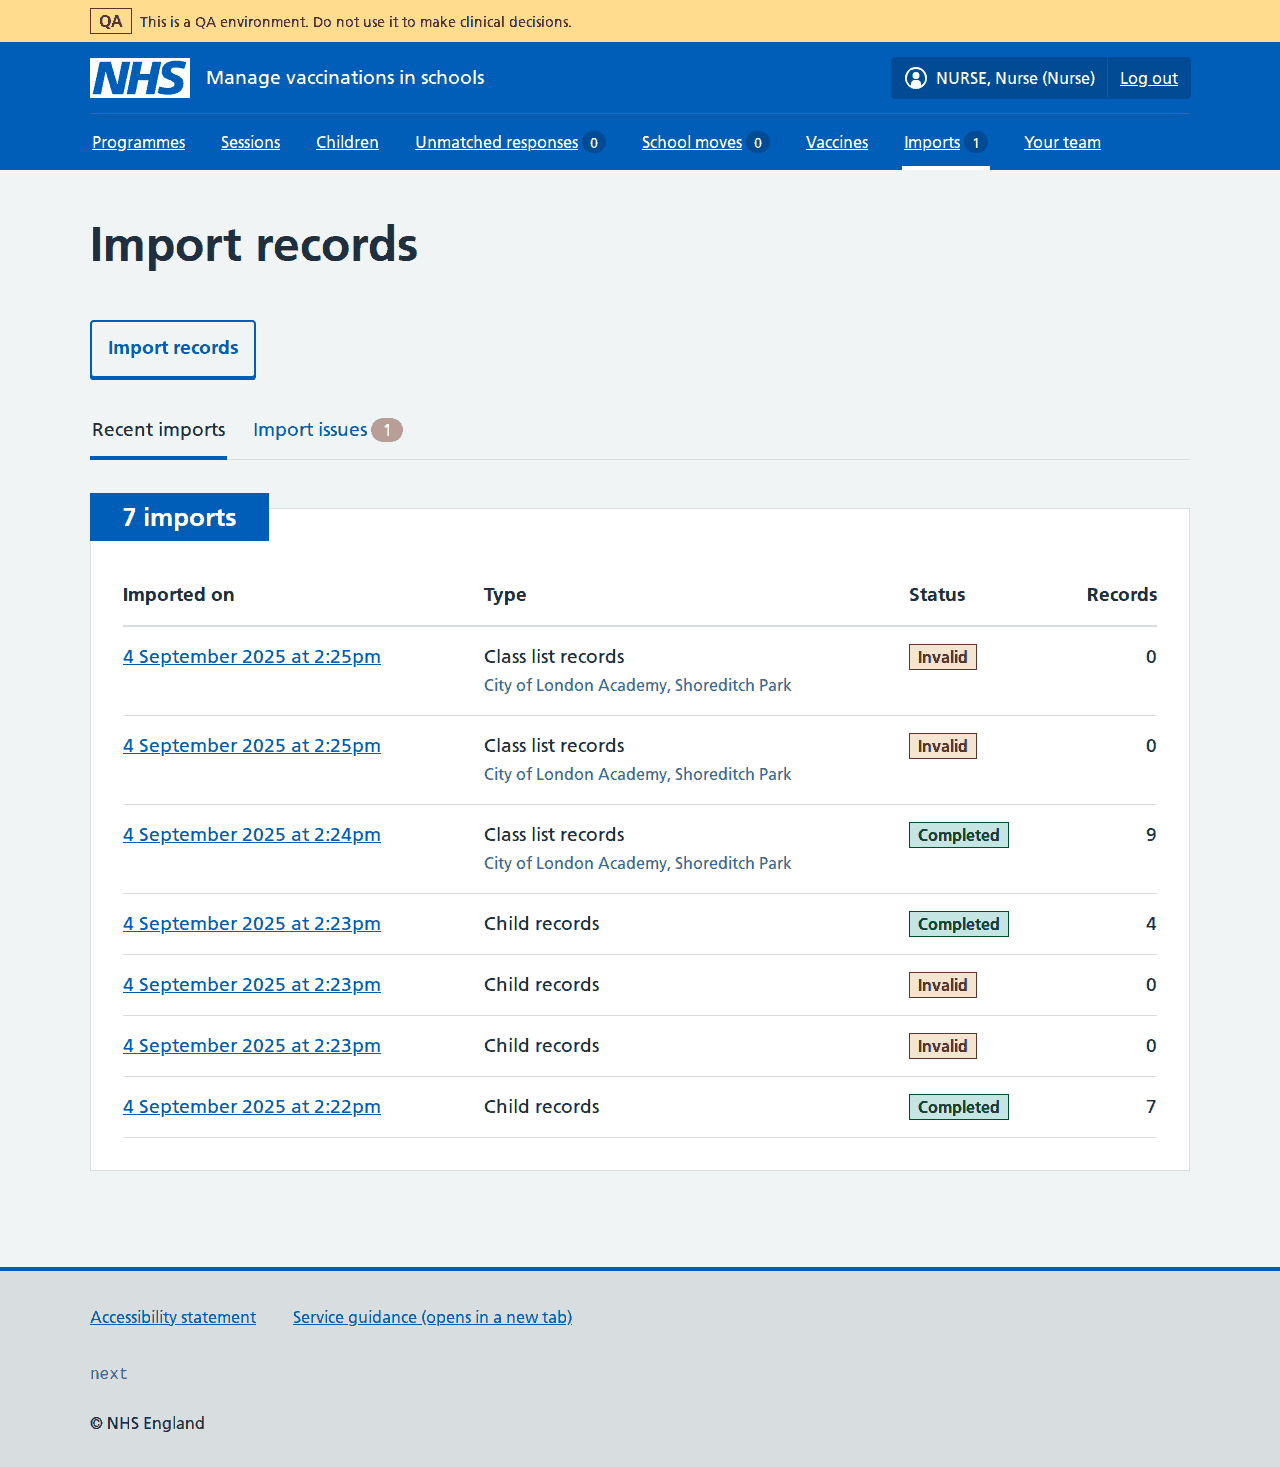 QA This is a QA environment. Do not use it to make clinical decisions.
NHS Manage vaccinations in schools NURSE, Nurse (Nurse) Log out
Programmes Sessions Children Unmatched responses 0 School moves 0 Vaccines Imports 1 Your team
Import records
Import records
Recent imports Import issues 1
7 imports
Imported on Type Status Records
4 September 2025 at 2:25pm Class list records Invalid 0
City of London Academy, Shoreditch Park
4 September 2025 at 2:25pm Class list records Invalid 0
City of London Academy, Shoreditch Park
4 September 2025 at 2:24pm Class list records Completed 9
City of London Academy, Shoreditch Park
4 September 2025 at 2:23pm Child records Completed 4
4 September 2025 at 2:23pm Child records Invalid 0
4 September 2025 at 2:23pm Child records Invalid 0
4 September 2025 at 2:22pm Child records Completed 7
Accessibility statement Service guidance (opens in a new tab)
next
© NHS England